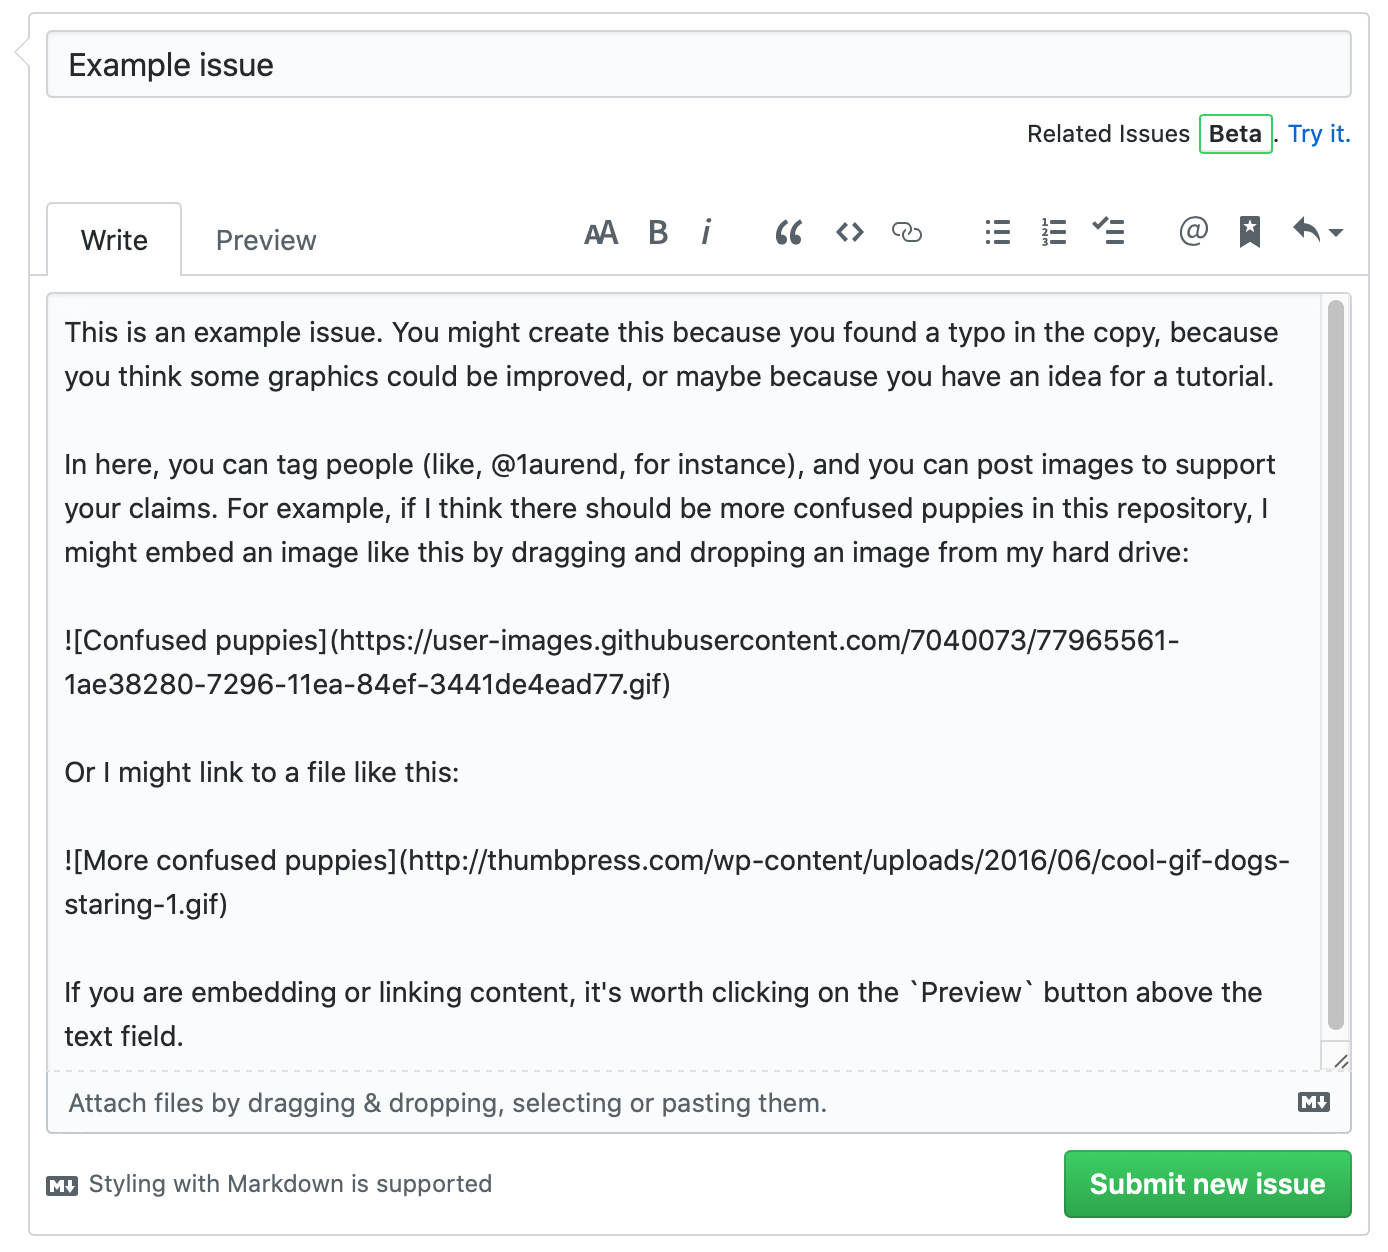 Example issue
Related Issues Beta. Try it.
Write Preview AA B i
This is an example issue. You might create this because you found a typo in the copy, because
you think some graphics could be improved, or maybe because you have an idea for a tutorial.
In here, you can tag people (like, @1aurend, for instance), and you can post images to support
your claims. For example, if I think there should be more confused puppies in this repository, I
might embed an image like this by dragging and dropping an image from my hard drive:
![Confused puppies](https://user-images.githubusercontent.com/7040073/77965561-
1ae38280-7296-11ea-84ef-3441de4ead77.gif)
Or I might link to a file like this:
![More confused puppies](http://thumbpress.com/wp-content/uploads/2016/06/cool-gif-dogs-
staring-1.gif)
If you are embedding or linking content, it's worth clicking on the `Preview` button above the
text field.
Attach files by dragging & dropping, selecting or pasting them.
Styling with Markdown is supported
Submit new issue